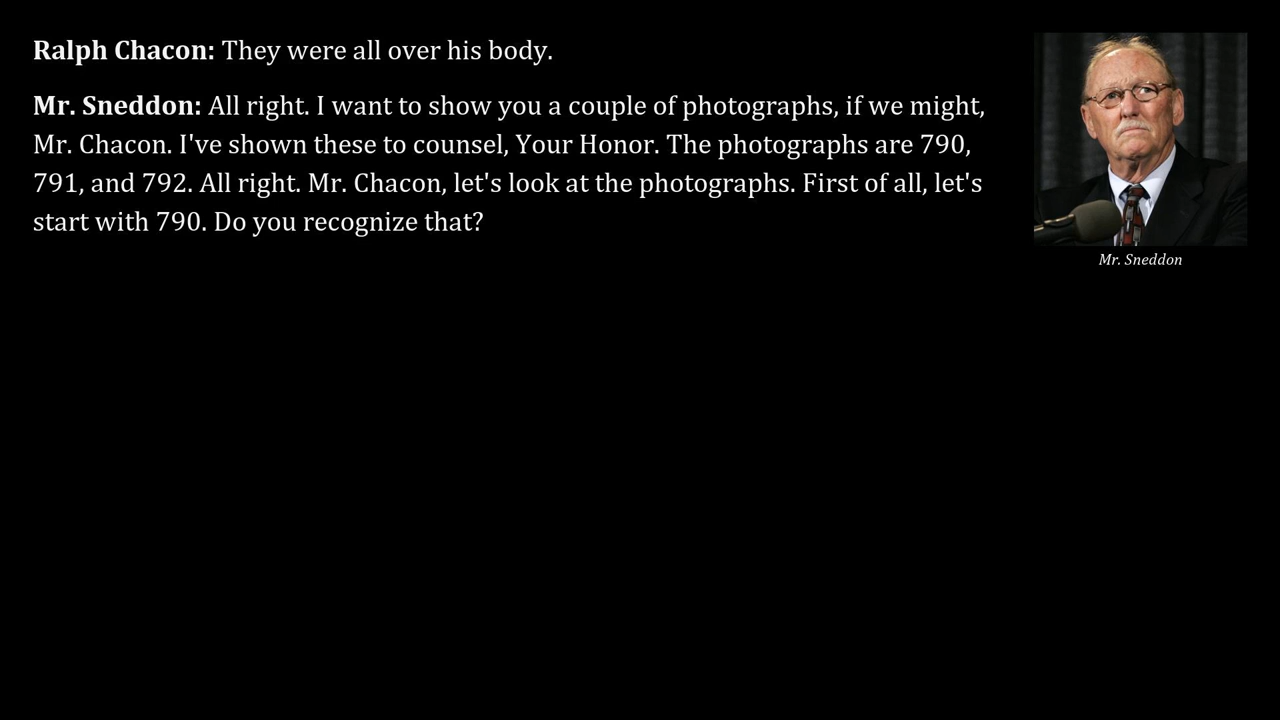 Ralph Chacon: They were all over his body.
Mr. Sneddon: All right. I want to show you a couple of photographs, if we might,
Mr. Chacon. I've shown these to counsel, Your Honor. The photographs are 790,
791, and 792. All right. Mr. Chacon, let's look at the photographs. First of all, let's
start with 790. Do you recognize that?
Mr. Sneddon